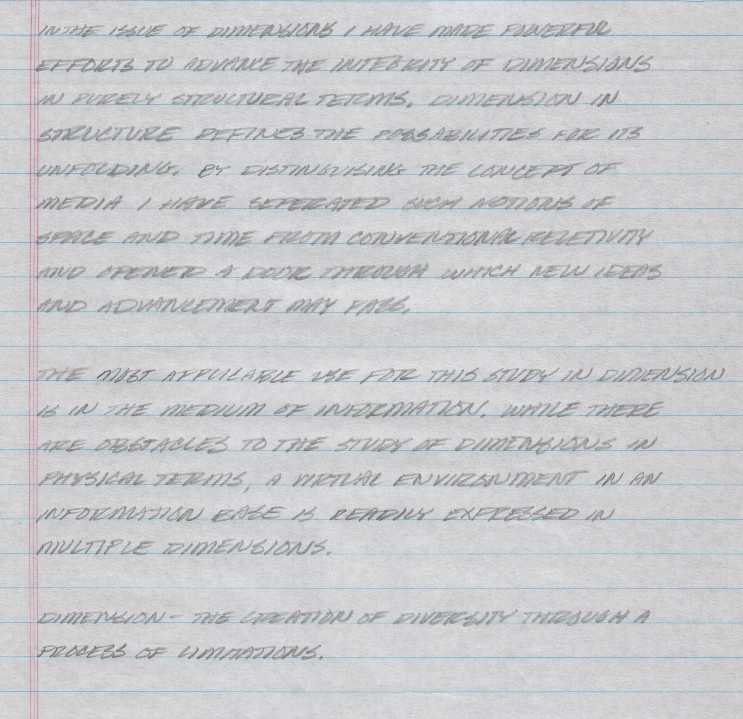 IN THE ISSUE OF DIMENSIONS I HAVE MADE POWERFUL
EFFORTS TO ADVANCE THE INTEGRITY OF DIMENSIONS
IN PURELY STRUCTURAL TERMS. DIMENSION IN
STRUCTURE DEFINES THE POSSABILITIES FOR ITS
UNFOLDING. BY DISTINGUISING THE CONCEPT OF
MEDIA I HAVE SEPERATED SUCH NOTIONS OF
SPACE AND TIME FROM CONVENTIONAL RELETIVITY
AND OPENED A DOOR THROUGH WHICH NEW IDEAS
AND ADVANCEMENT MAY PASS.
THE MOST APPLICABLE USE FOR THIS STUDY IN DIMENSION
IS IN THE MEDIUM OF INFORMATION. WHILE THERE
ARE OBSTACLES TO THE STUDY OF DIMENSIONS IN
PHYSICAL TERMS, A VIRTUAL ENVIRONMENT IN AN
INFORMATION BASE IS READILY EXPRESSED IN
MULTIPLE DIMENSIONS.
DIMENSION - THE CREATION OF DIVERSITY THROUGH A
PROCESS OF LIMITATIONS.